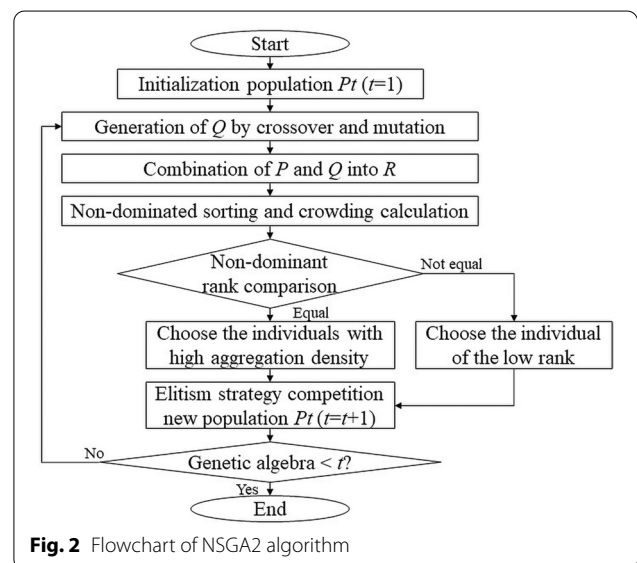 Start
Initialization population Pt (t=1)
Generation of Q by crossover and mutation
Combination of P and Q into R
Non-dominated sorting and crowding calculation
Non-dominant
rank comparison
Not equal
Equal
Choose the individuals with
high aggregation density
Choose the individual
of the low rank
Elitism strategy competition
new population Pt (t=t+1)
No
Genetic algebra < t?
Yes
End
Fig. 2 Flowchart of NSGA2 algorithm